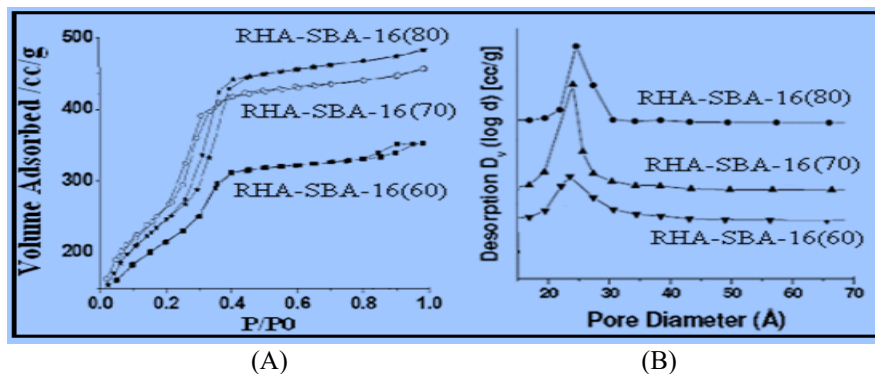 Volume Adsorbed /cc/g
500
400
300
200
RHA-SBA-16(80)
RHA-SBA-16(70)
RHA-SBA-16(60)
0.0 0.2 0.4 0.6 0.8 1.0
P/P0
(A)
Desorption Dv (log d) [cc/g]
RHA-SBA-16(80)
RHA-SBA-16(70)
RHA-SBA-16(60)
20 30 40 50 60 70
Pore Diameter (Å)
(B)